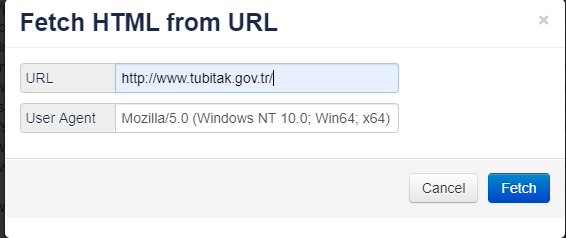 Fetch HTML from URL
×
URL
http://www.tubitak.gov.tr/
User Agent
Mozilla/5.0 (Windows NT 10.0; Win64; x64)
Cancel
Fetch